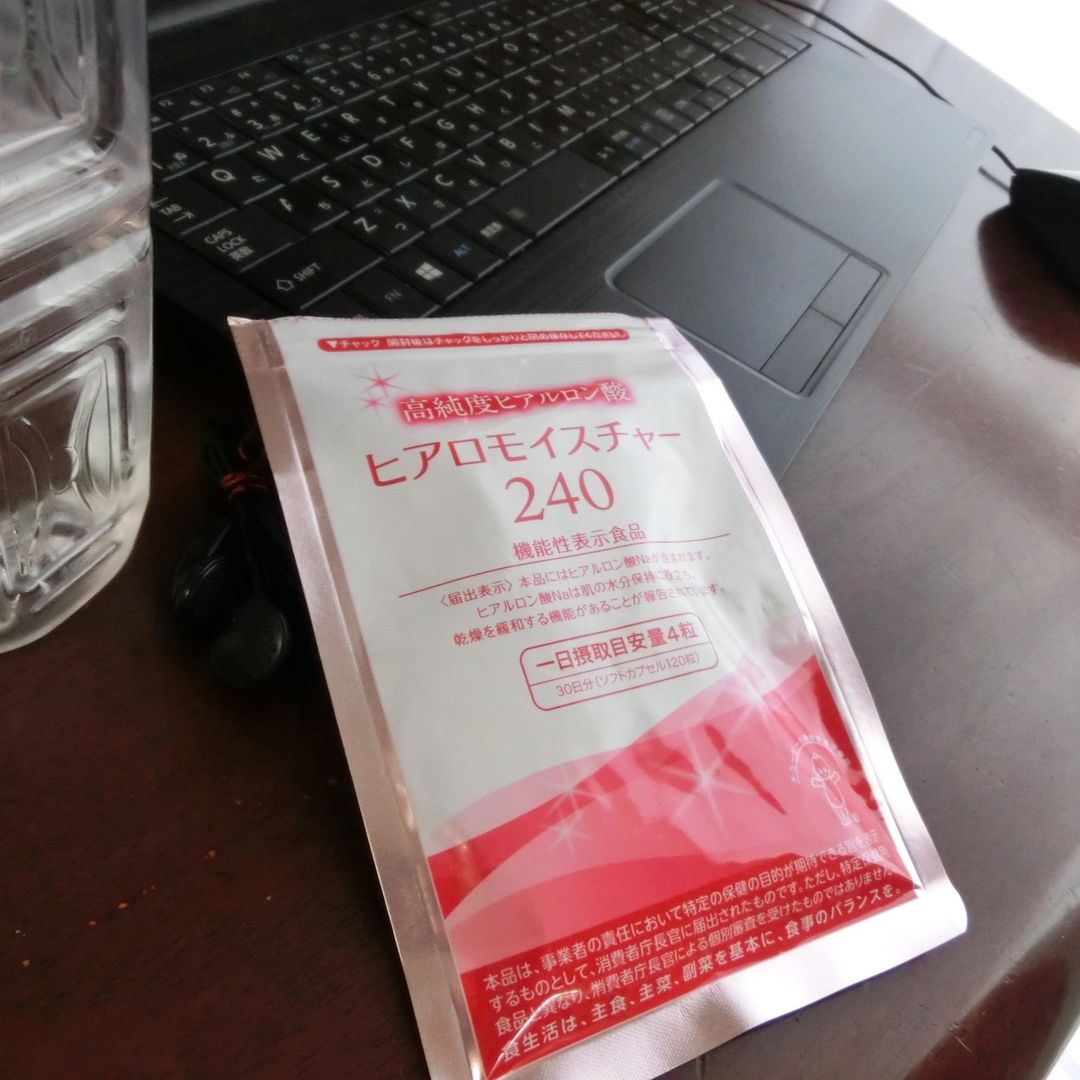 ▼チャック 開封後はチャックをしっかりと閉め保存してください。
高純度ヒアルロン酸
ヒアロモイスチャー
240
機能性表示食品
〈届出表示〉本品にはヒアルロン酸Naが含まれます。
ヒアルロン酸Naは肌の水分保持に役立ち、
乾燥を緩和する機能があることが報告されています。
一日摂取目安量4粒
30日分(ソフトカプセル120粒)
本品は、事業者の責任において特定の保健の目的が期待できる旨を表示
するものとして、消費者庁長官に届出されたものです。ただし、特定保健用
食品と異なり、消費者庁長官による個別審査を受けたものではありません。
食生活は、主食、主菜、副菜を基本に、食事のバランスを。
Q W E R T Y U I O
A S D F G H J K
Z X C V B M
TAB
CAPS
LOCK
英数
SHIFT
FN
ALT
無変換